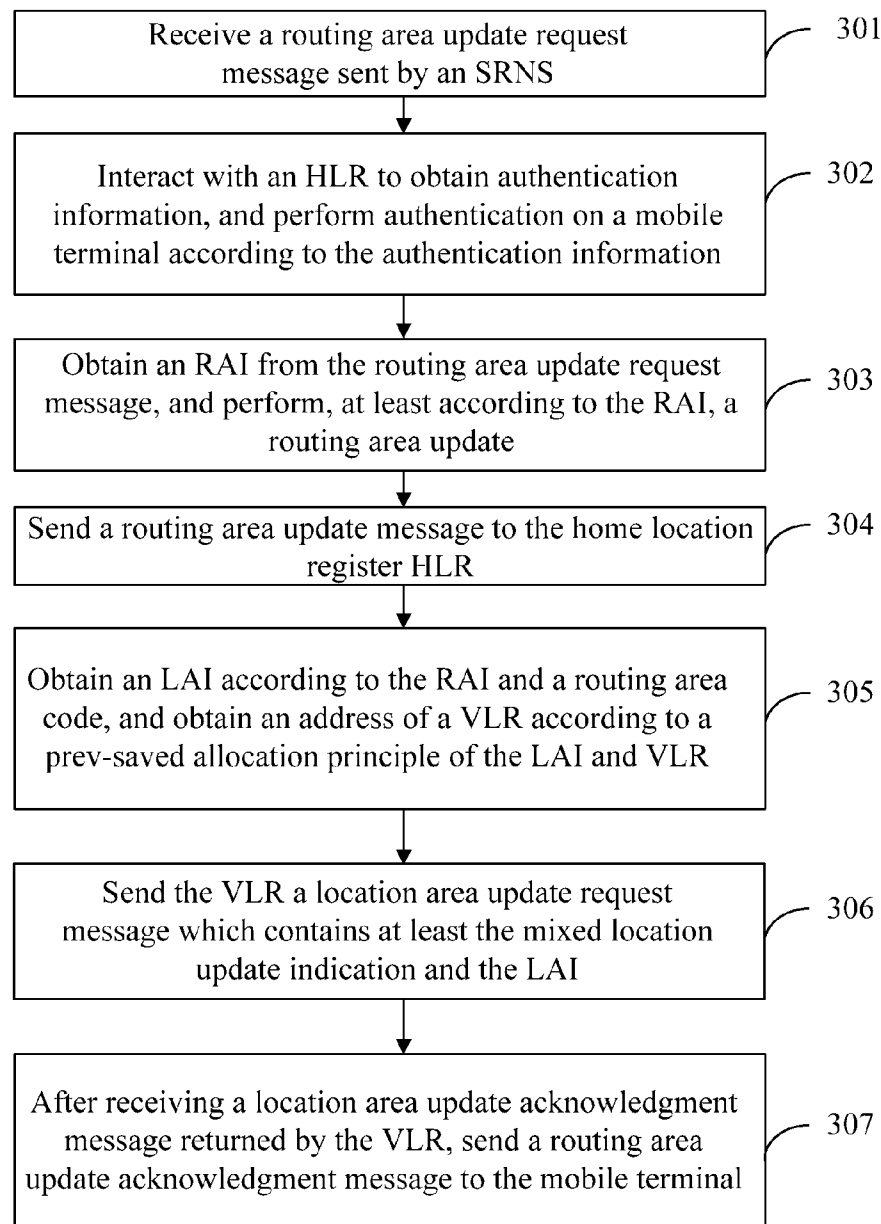 Receive a routing area update request
message sent by an SRNS
301
Interact with an HLR to obtain authentication
information, and perform authentication on a mobile
terminal according to the authentication information
302
Obtain an RAI from the routing area update request
message, and perform, at least according to the RAI, a
routing area update
303
Send a routing area update message to the home location
register HLR
304
Obtain an LAI according to the RAI and a routing area
code, and obtain an address of a VLR according to a
prev-saved allocation principle of the LAI and VLR
305
Send the VLR a location area update request
message which contains at least the mixed location
update indication and the LAI
306
After receiving a location area update acknowledgment
message returned by the VLR, send a routing area
update acknowledgment message to the mobile terminal
307